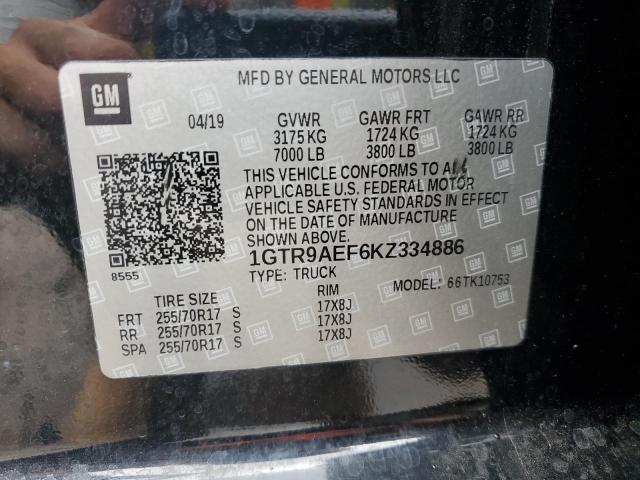 GM
MFD BY GENERAL MOTORS LLC
04/19 GVWR GAWR FRT GAWR RR
3175 KG 1724 KG 1724 KG
7000 LB 3800 LB 3800 LB
THIS VEHICLE CONFORMS TO ALL
APPLICABLE U.S. FEDERAL MOTOR
VEHICLE SAFETY STANDARDS IN EFFECT
ON THE DATE OF MANUFACTURE
SHOWN ABOVE.
8555
1GTR9AEF6KZ334886
TYPE: TRUCK MODEL: 66TK10753
TIRE SIZE RIM
FRT 255/70R17 S 17X8J
RR 255/70R17 S 17X8J
SPA 255/70R17 S 17X8J